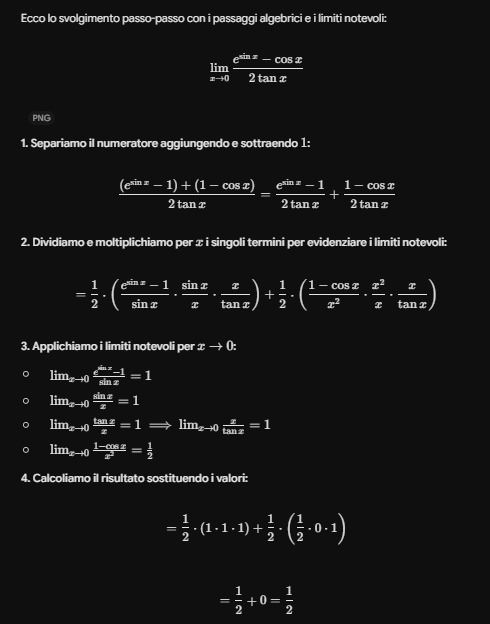 Ecco lo svolgimento passo-passo con i passaggi algebrici e i limiti notevoli:
lim_{x→0} (e^{sin x} − cos x) / (2 tan x)
PNG
1. Separiamo il numeratore aggiungendo e sottraendo 1:
((e^{sin x} − 1) + (1 − cos x)) / (2 tan x) = (e^{sin x} − 1) / (2 tan x) + (1 − cos x) / (2 tan x)
2. Dividiamo e moltiplichiamo per x i singoli termini per evidenziare i limiti notevoli:
= 1/2 · ((e^{sin x} − 1)/(sin x) · (sin x)/x · x/(tan x)) + 1/2 · ((1 − cos x)/x² · x²/x · x/(tan x))
3. Applichiamo i limiti notevoli per x → 0:
○ lim_{x→0} (e^{sin x} − 1)/(sin x) = 1
○ lim_{x→0} (sin x)/x = 1
○ lim_{x→0} (tan x)/x = 1 ⟹ lim_{x→0} x/(tan x) = 1
○ lim_{x→0} (1 − cos x)/x² = 1/2
4. Calcoliamo il risultato sostituendo i valori:
= 1/2 · (1 · 1 · 1) + 1/2 · (1/2 · 0 · 1)
= 1/2 + 0 = 1/2